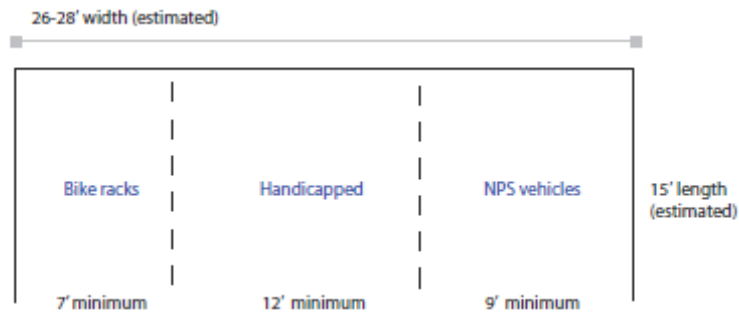 26-28' width (estimated)
Bike racks
Handicapped
NPS vehicles
15' length
(estimated)
7' minimum
12' minimum
9' minimum